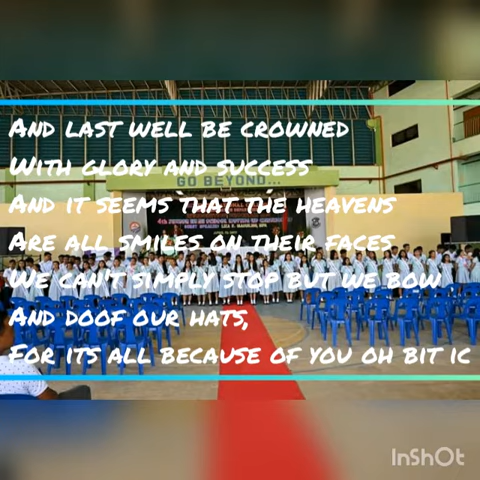 And last well be crowned
With glory and success
GO BEYOND...
And it seems that the heavens
Are all smiles on their faces
We can't simply stop but we bow
And doof our hats,
For its all because of you oh bit ic
InShOt